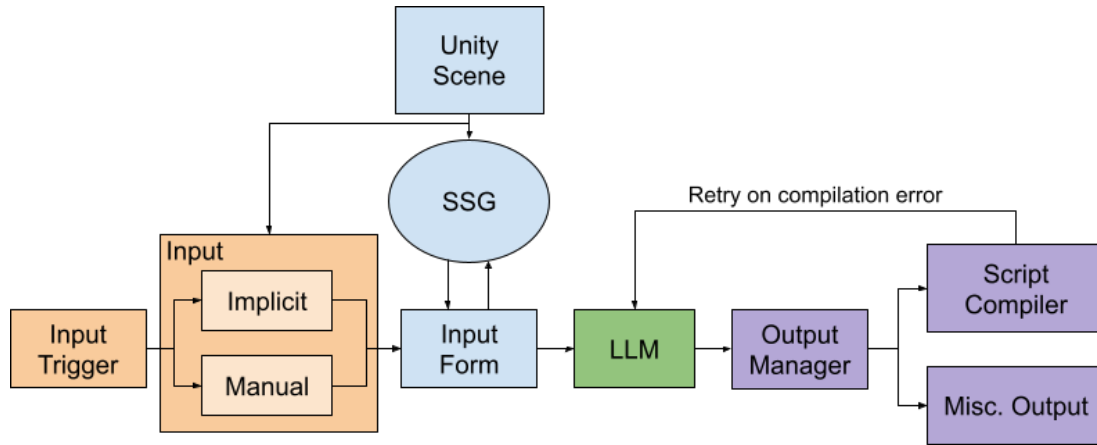 Unity
Scene
SSG
Retry on compilation error
Input
Implicit
Manual
Input
Trigger
Input
Form
LLM
Output
Manager
Script
Compiler
Misc. Output